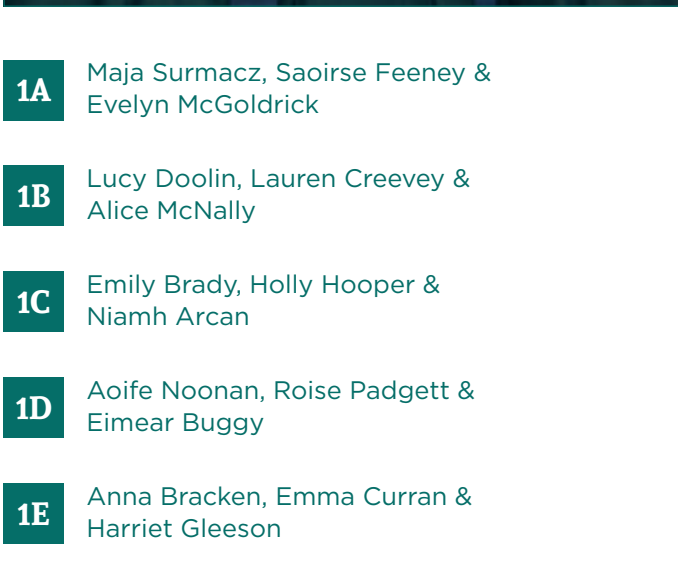 1A
Maja Surmacz, Saoirse Feeney &
Evelyn McGoldrick
1B
Lucy Doolin, Lauren Creevey &
Alice McNally
1C
Emily Brady, Holly Hooper &
Niamh Arcan
1D
Aoife Noonan, Roise Padgett &
Eimear Buggy
1E
Anna Bracken, Emma Curran &
Harriet Gleeson